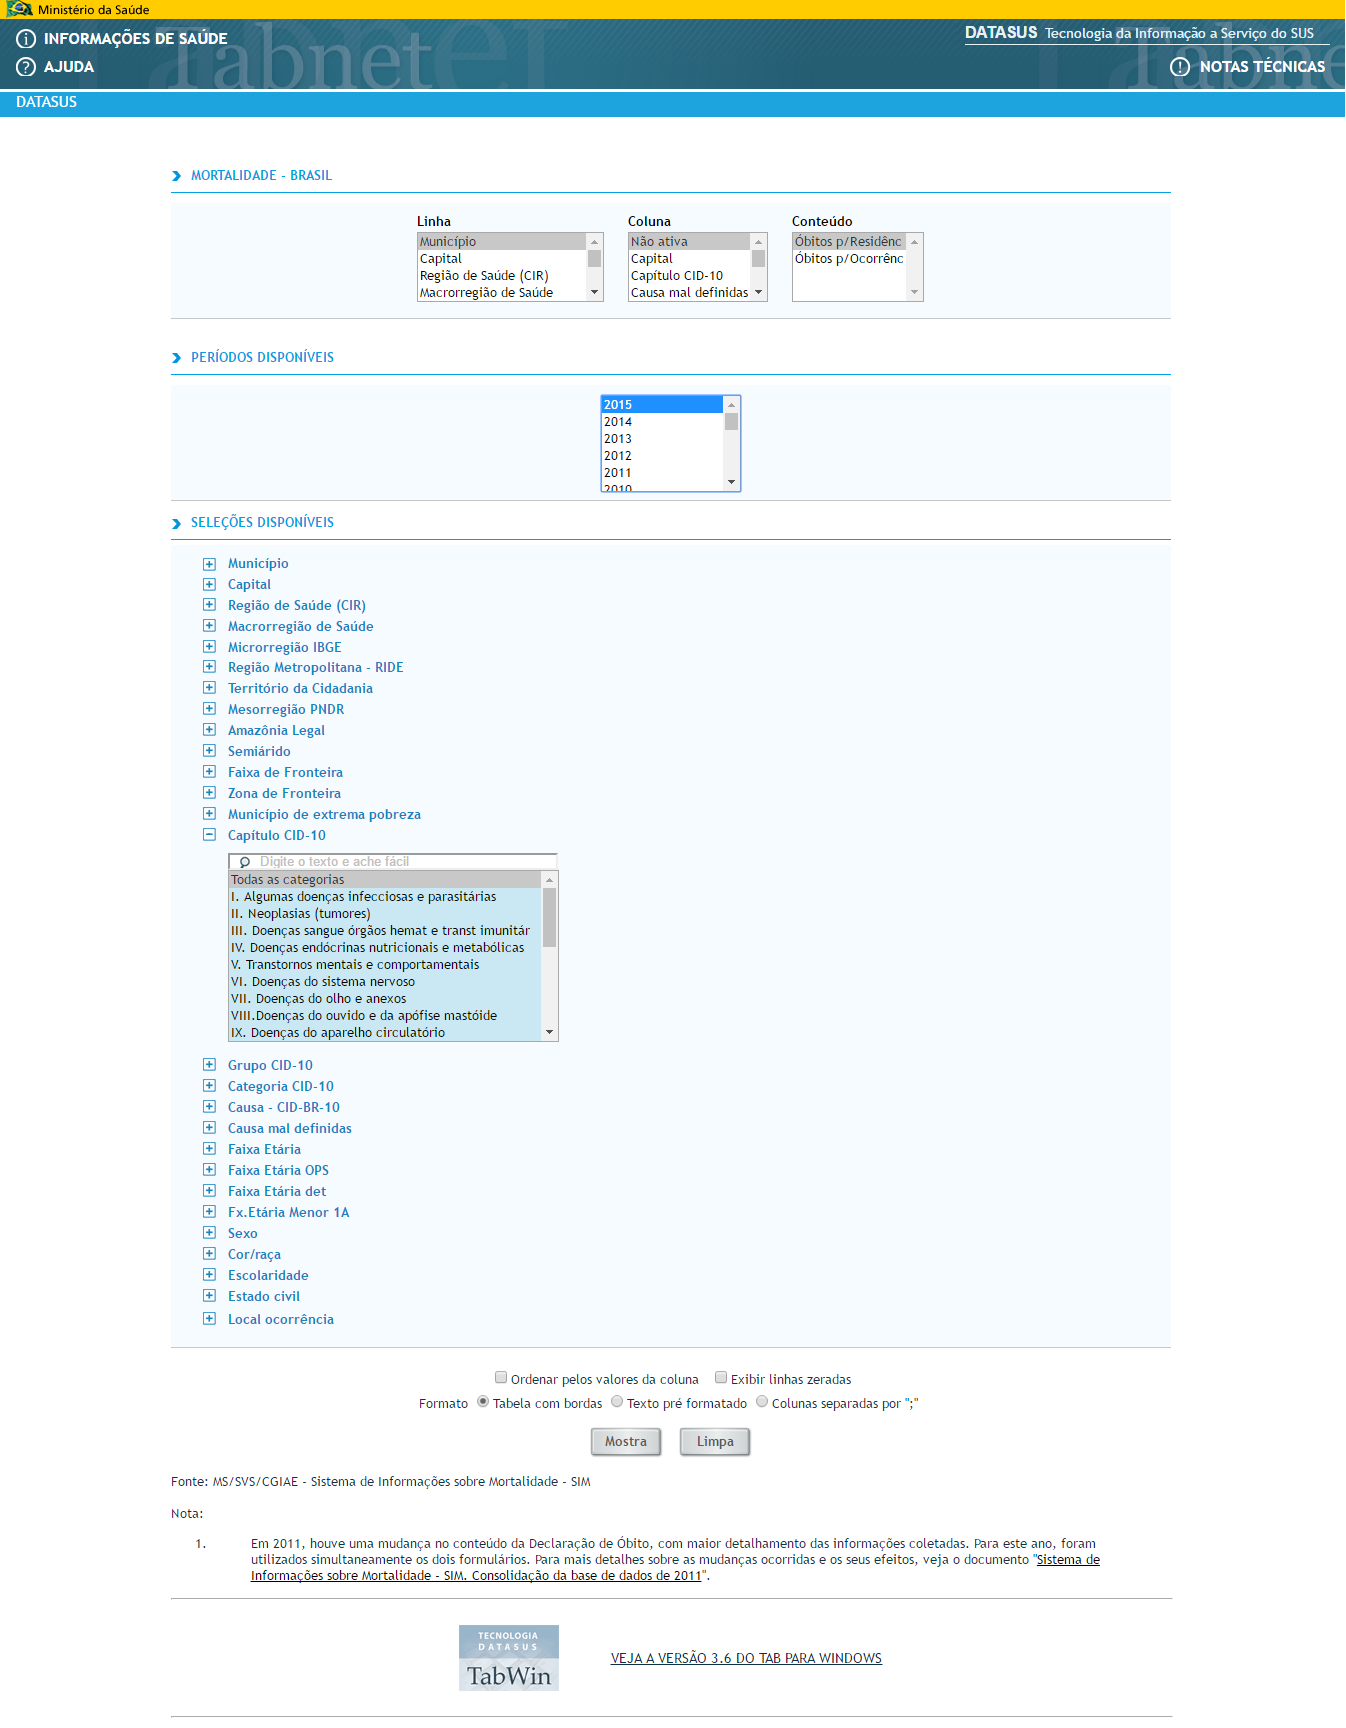 Ministério da Saúde
INFORMAÇÕES DE SAÚDE
DATASUS Tecnologia da Informação a Serviço do SUS
Tabnet
AJUDA
NOTAS TÉCNICAS
DATASUS
MORTALIDADE - BRASIL
Linha
Município
Capital
Região de Saúde (CIR)
Macrorregião de Saúde
Coluna
Não ativa
Capital
Capítulo CID-10
Causa mal definidas
Conteúdo
Óbitos p/Residênc
Óbitos p/Ocorrênc
PERÍODOS DISPONÍVEIS
2015
2014
2013
2012
2011
2010
SELEÇÕES DISPONÍVEIS
Município
Capital
Região de Saúde (CIR)
Macrorregião de Saúde
Microrregião IBGE
Região Metropolitana - RIDE
Território da Cidadania
Mesorregião PNDR
Amazônia Legal
Semiárido
Faixa de Fronteira
Zona de Fronteira
Município de extrema pobreza
Capítulo CID-10
Digite o texto e ache fácil
Todas as categorias
I. Algumas doenças infecciosas e parasitárias
II. Neoplasias (tumores)
III. Doenças sangue órgãos hemat e transt imunitár
IV. Doenças endócrinas nutricionais e metabólicas
V. Transtornos mentais e comportamentais
VI. Doenças do sistema nervoso
VII. Doenças do olho e anexos
VIII.Doenças do ouvido e da apófise mastóide
IX. Doenças do aparelho circulatório
Grupo CID-10
Categoria CID-10
Causa - CID-BR-10
Causa mal definidas
Faixa Etária
Faixa Etária OPS
Faixa Etária det
Fx.Etária Menor 1A
Sexo
Cor/raça
Escolaridade
Estado civil
Local ocorrência
Ordenar pelos valores da coluna Exibir linhas zeradas
Formato Tabela com bordas Texto pré formatado Colunas separadas por ";"
Mostra Limpa
Fonte: MS/SVS/CGIAE - Sistema de Informações sobre Mortalidade - SIM
Nota:
1. Em 2011, houve uma mudança no conteúdo da Declaração de Óbito, com maior detalhamento das informações coletadas. Para este ano, foram
utilizados simultaneamente os dois formulários. Para mais detalhes sobre as mudanças ocorridas e os seus efeitos, veja o documento "Sistema de
Informações sobre Mortalidade - SIM. Consolidação da base de dados de 2011".
TECNOLOGIA
DATASUS
TabWin
VEJA A VERSÃO 3.6 DO TAB PARA WINDOWS